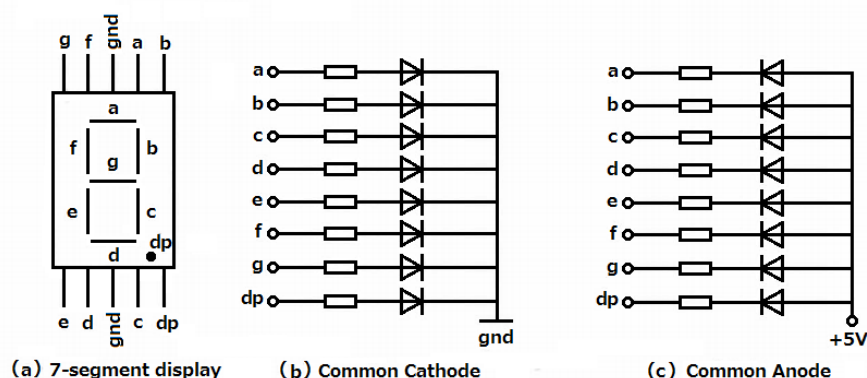 g f gnd a b
a
f b
g
e c
d dp
e d gnd c dp
(a) 7-segment display
a
b
c
d
e
f
g
dp
gnd
(b) Common Cathode
a
b
c
d
e
f
g
dp
+5V
(c) Common Anode